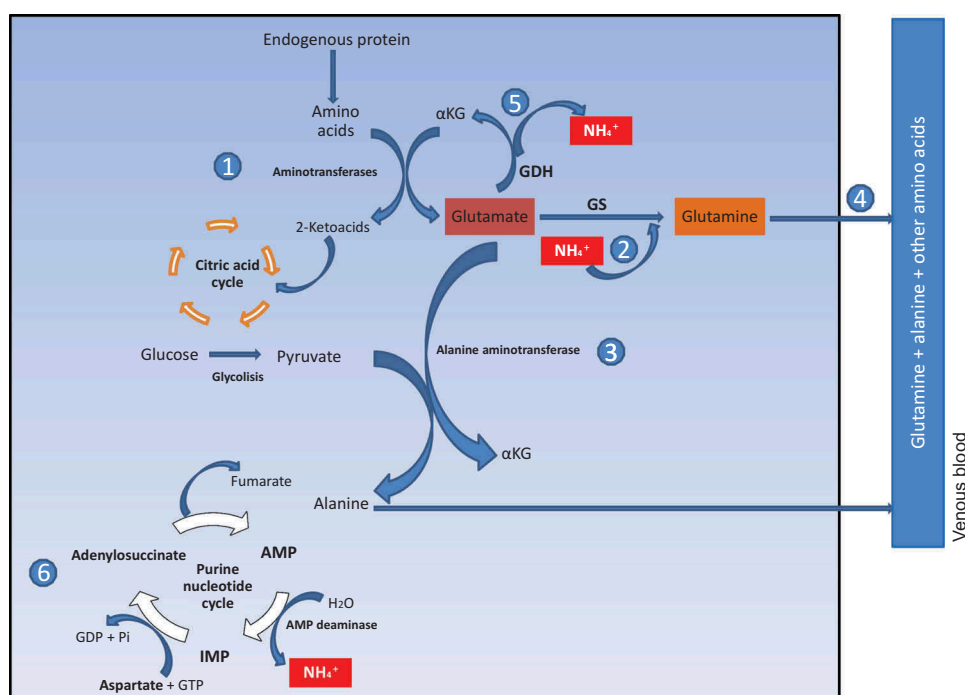 Endogenous protein
Amino
acids
αKG
5
NH₄⁺
GDH
1
Aminotransferases
Glutamate
GS
Glutamine
4
2-Ketoacids
NH₄⁺
2
Citric acid
cycle
Glucose
Glycolisis
Pyruvate
Alanine aminotransferase
3
αKG
Fumarate
Alanine
Adenylosuccinate
AMP
6
Purine
nucleotide
cycle
H₂O
AMP deaminase
GDP + Pi
IMP
NH₄⁺
Aspartate + GTP
Glutamine + alanine + other amino acids
Venous blood